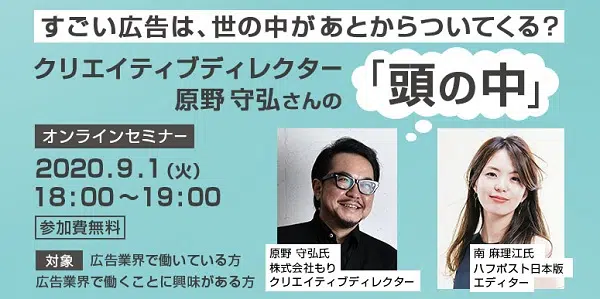 すごい広告は、世の中があとからついてくる?
クリエイティブディレクター
原野 守弘さんの
「頭の中」
オンラインセミナー
2020.9.1(火)
18:00~19:00
参加費無料
対象 広告業界で働いている方
広告業界で働くことに興味がある方
原野 守弘氏
株式会社もり
クリエイティブディレクター
南 麻理江氏
ハフポスト日本版
エディター